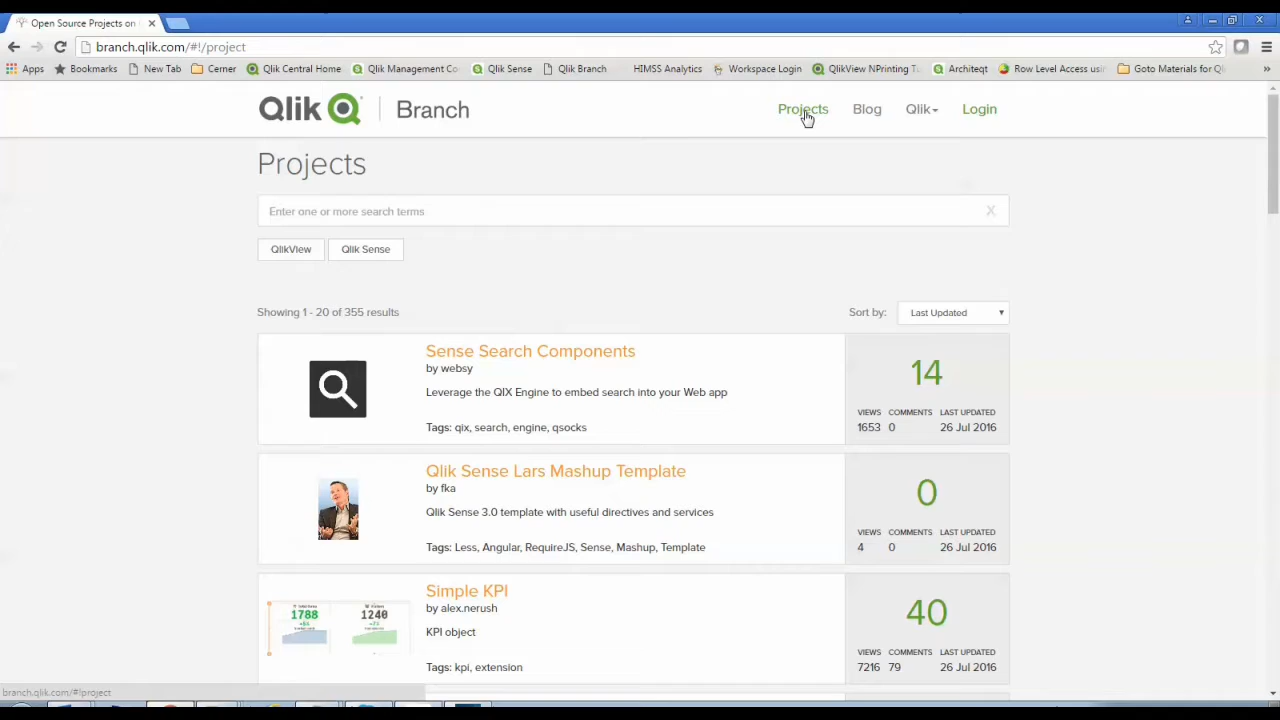 Open Source Projects on
branch.qlik.com/#!/project
Apps Bookmarks New Tab Cerner Qlik Central Home Qlik Management Co Qlik Sense Qlik Branch HIMSS Analytics Workspace Login QlikView NPrinting Tu Architeqt Row Level Access usin Goto Materials for Qli
Qlik Branch
Projects Blog Qlik Login
Projects
Enter one or more search terms X
QlikView Qlik Sense
Showing 1 - 20 of 355 results
Sort by: Last Updated
Sense Search Components
by websy
Leverage the QIX Engine to embed search into your Web app
Tags: qix, search, engine, qsocks
14
VIEWS COMMENTS LAST UPDATED
1653 0 26 Jul 2016
Qlik Sense Lars Mashup Template
by fka
Qlik Sense 3.0 template with useful directives and services
Tags: Less, Angular, RequireJS, Sense, Mashup, Template
0
VIEWS COMMENTS LAST UPDATED
4 0 26 Jul 2016
1788 1240
Simple KPI
by alex.nerush
KPI object
Tags: kpi, extension
40
VIEWS COMMENTS LAST UPDATED
7216 79 26 Jul 2016
branch.qlik.com/#!project